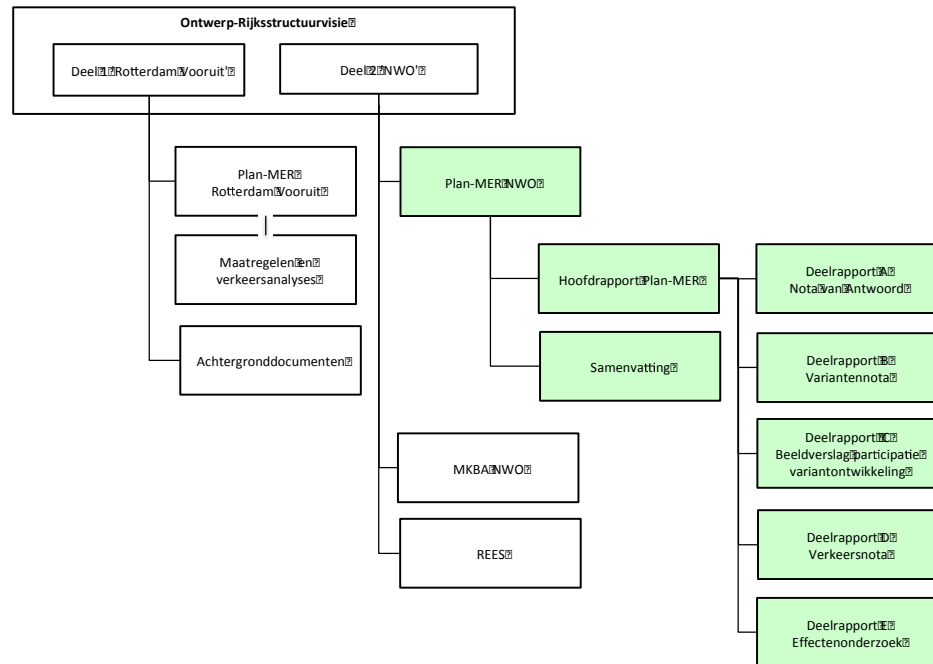 Ontwerp-Rijksstructuurvisie
Deel 1 'Rotterdam Vooruit'
Deel 2 'NWO'
Plan-MER
Rotterdam Vooruit
Maatregelen en
verkeersanalyses
Achtergronddocumenten
Plan-MER NWO
Hoofdrapport Plan-MER
Samenvatting
MKBA NWO
REES
Deelrapport A
Nota van Antwoord
Deelrapport B
Variantennota
Deelrapport C
Beeldverslag participatie
variantontwikkeling
Deelrapport D
Verkeersnota
Deelrapport E
Effectenonderzoek